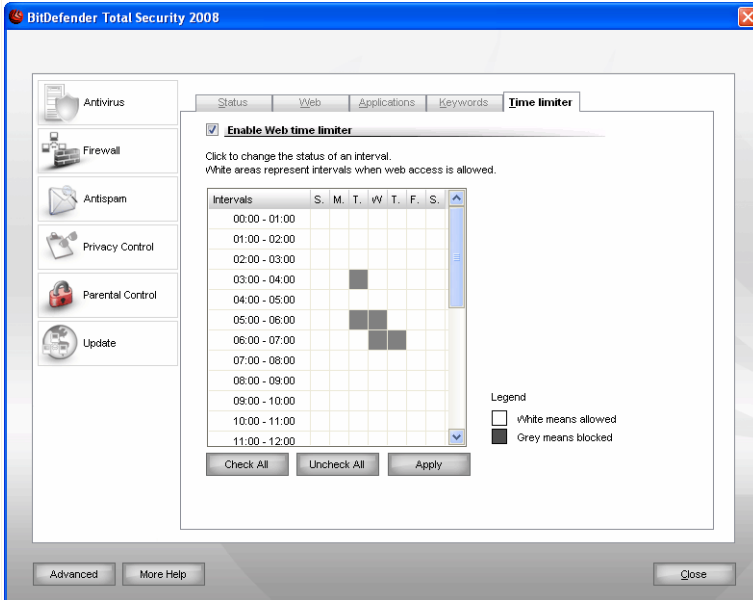 BitDefender Total Security 2008
Antivirus
Firewall
Antispam
Privacy Control
Parental Control
Update
Status Web Applications Keywords Time limiter
Enable Web time limiter
Click to change the status of an interval.
White areas represent intervals when web access is allowed.
Intervals S. M. T. W T. F. S.
00:00 - 01:00
01:00 - 02:00
02:00 - 03:00
03:00 - 04:00
04:00 - 05:00
05:00 - 06:00
06:00 - 07:00
07:00 - 08:00
08:00 - 09:00
09:00 - 10:00
10:00 - 11:00
11:00 - 12:00
Legend
White means allowed
Grey means blocked
Check All Uncheck All Apply
Advanced More Help Close